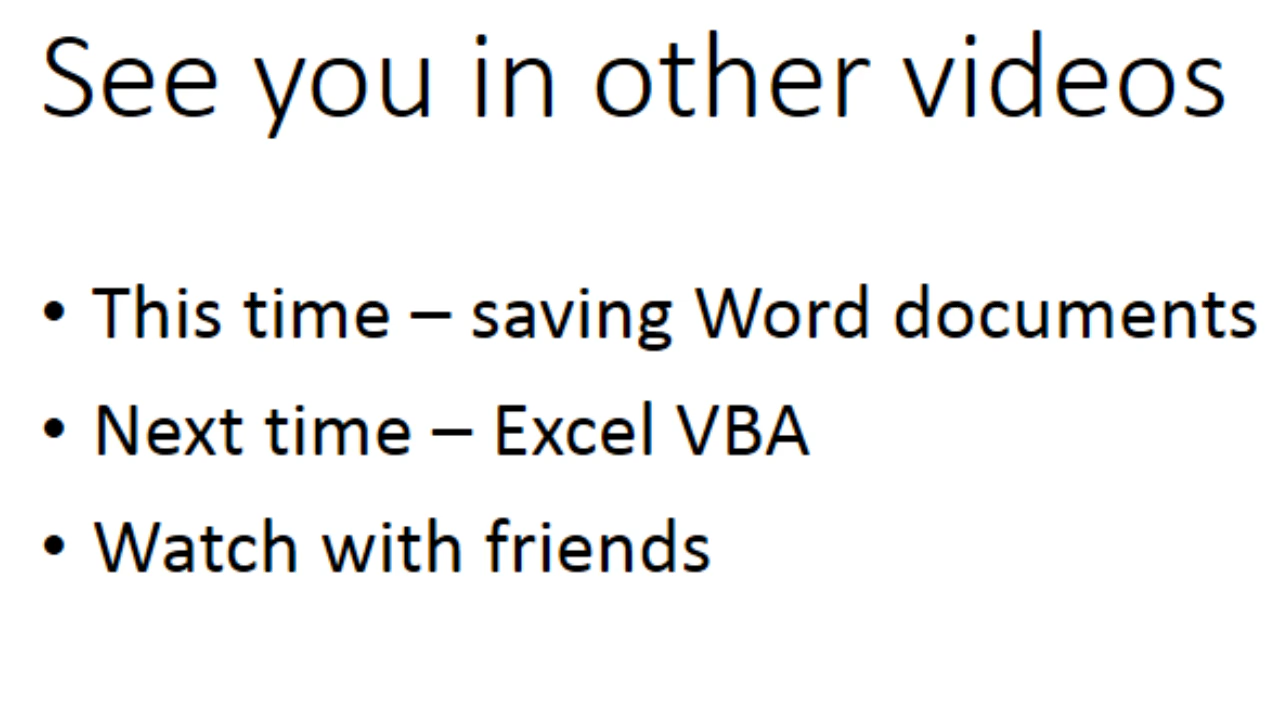 See you in other videos
• This time – saving Word documents
• Next time – Excel VBA
• Watch with friends